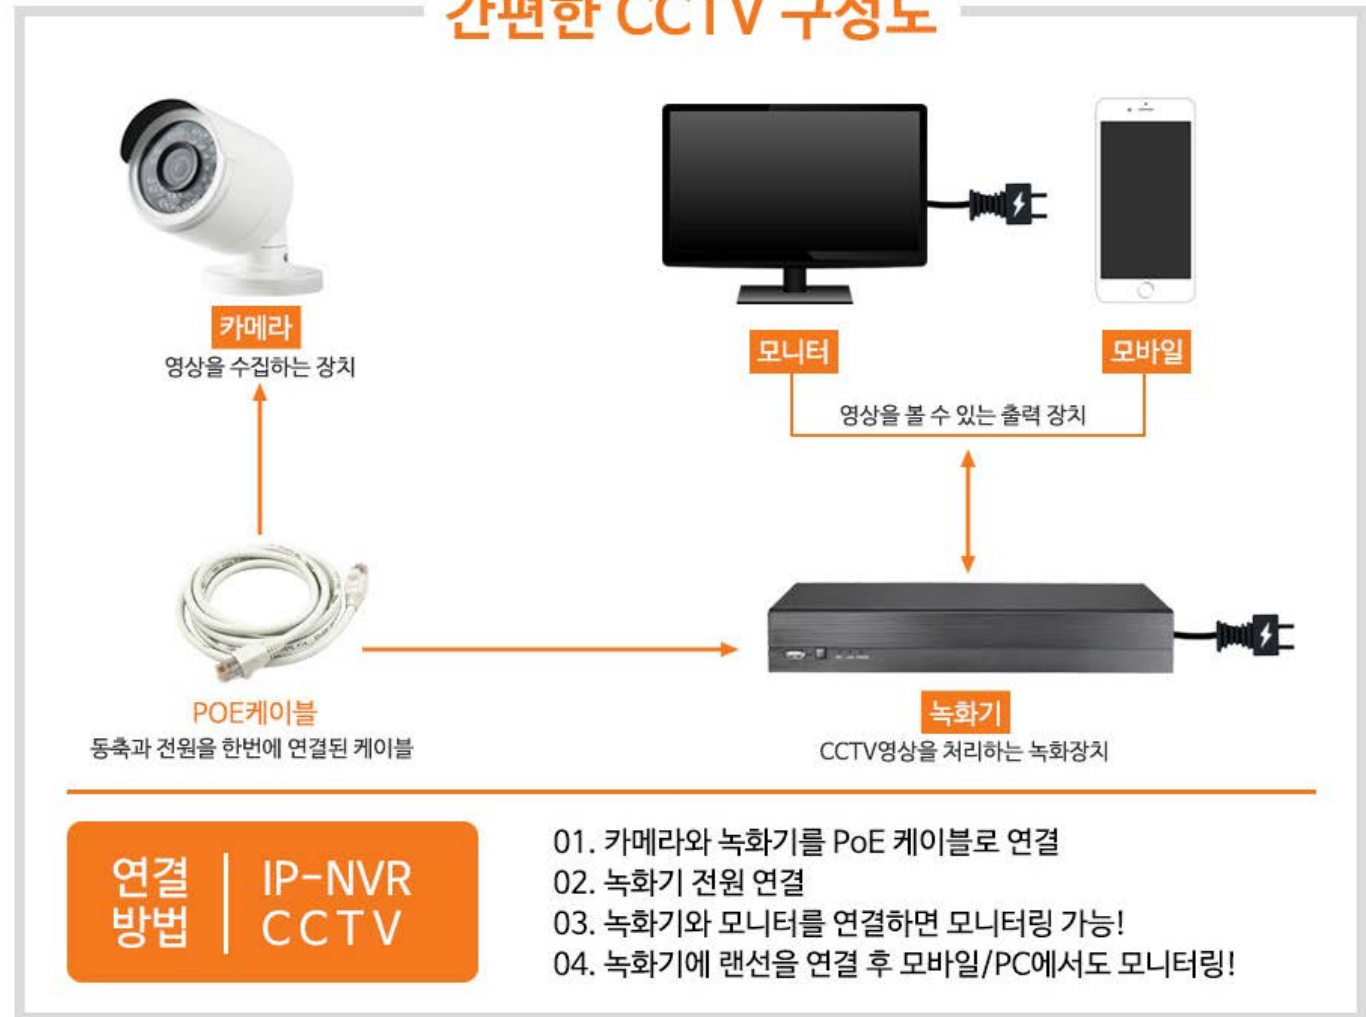 간편한 CCTV 구성도
카메라
영상을 수집하는 장치
모니터
모바일
영상을 볼 수 있는 출력 장치
POE케이블
동축과 전원을 한번에 연결된 케이블
녹화기
CCTV영상을 처리하는 녹화장치
연결
방법
IP-NVR
CCTV
01. 카메라와 녹화기를 PoE 케이블로 연결
02. 녹화기 전원 연결
03. 녹화기와 모니터를 연결하면 모니터링 가능!
04. 녹화기에 랜선을 연결 후 모바일/PC에서도 모니터링!